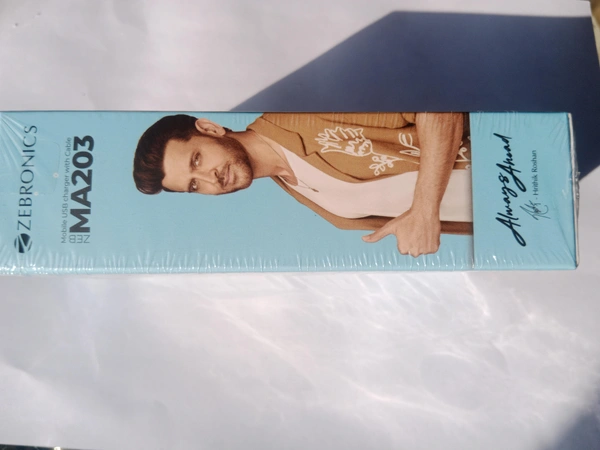 ZEBRONICS
Mobile USB charger with Cable
ZEB MA203
Always Ahead
- Hrithik Roshan